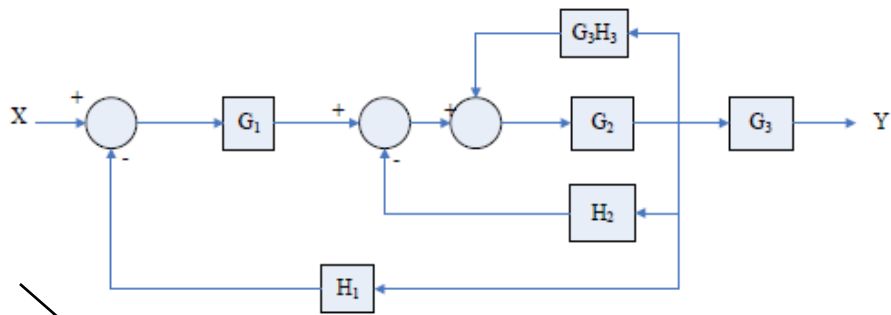 G₃H₃
X + - G₁ + - + G₂ G₃ Y
H₂
H₁